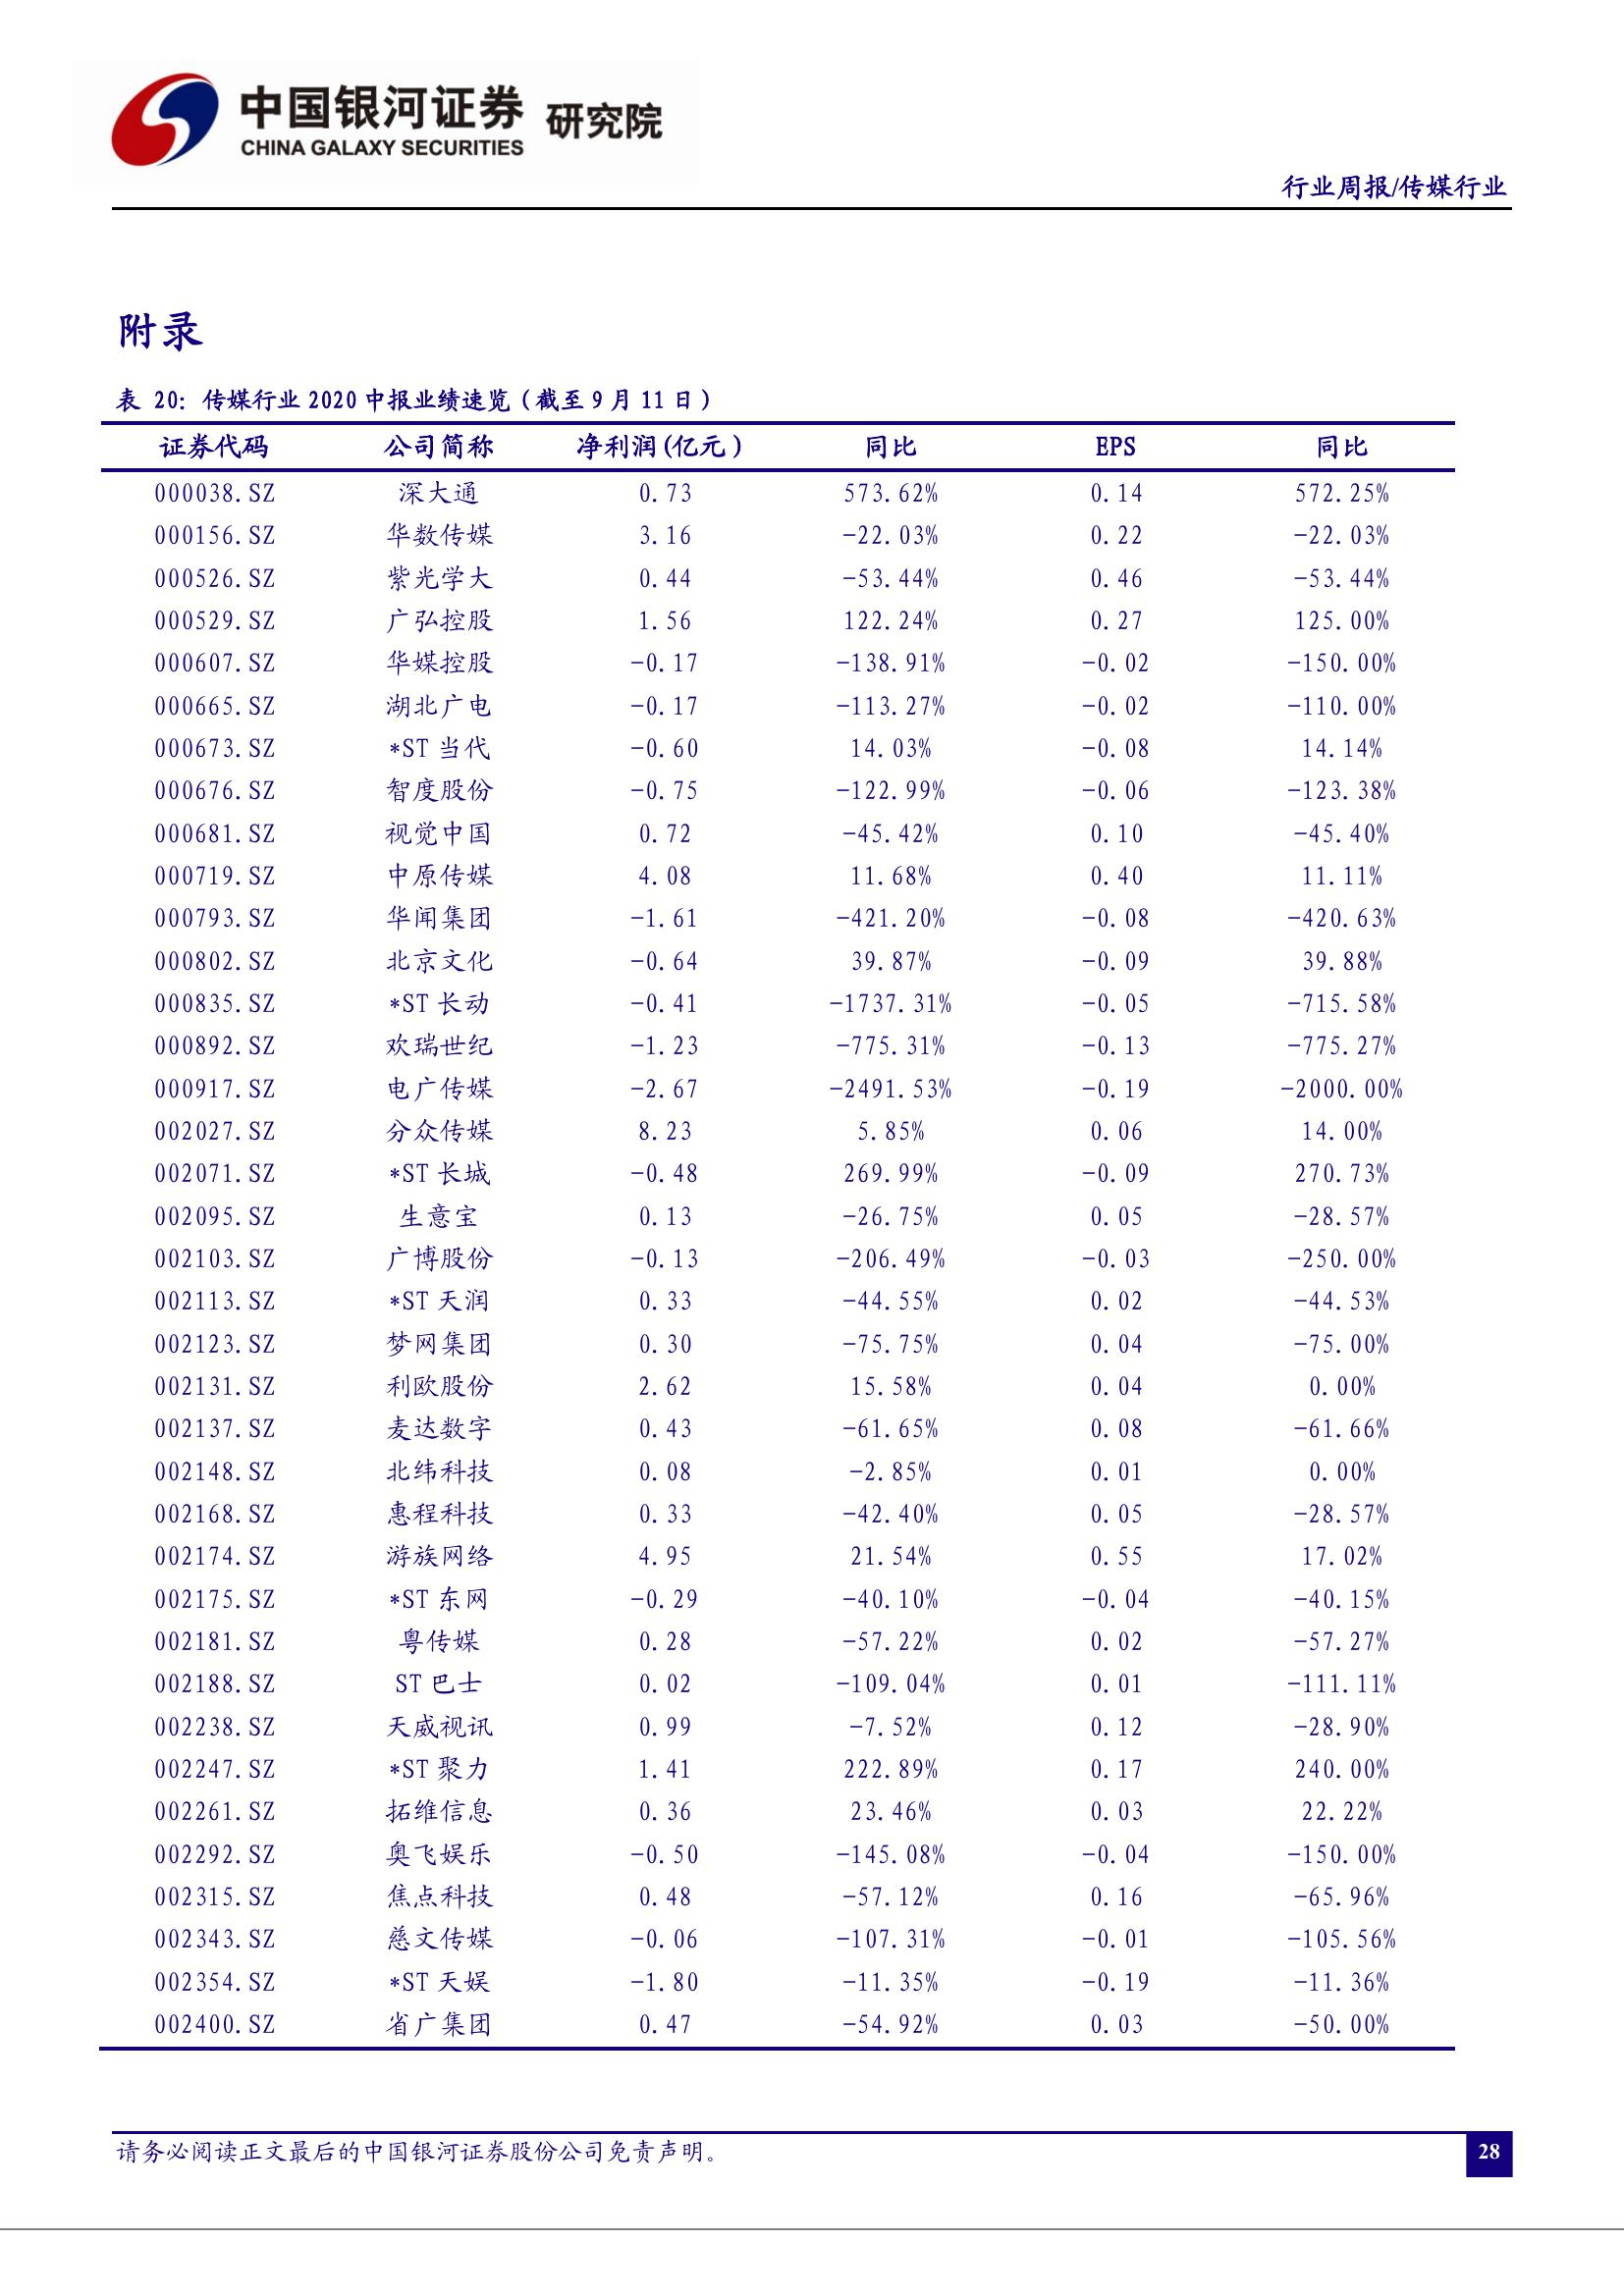 中国银河证券 研究院
CHINA GALAXY SECURITIES
行业周报/传媒行业
附录
表 20: 传媒行业 2020 中报业绩速览（截至 9 月 11 日）
证券代码 公司简称 净利润(亿元) 同比 EPS 同比
000038.SZ 深大通 0.73 573.62% 0.14 572.25%
000156.SZ 华数传媒 3.16 -22.03% 0.22 -22.03%
000526.SZ 紫光学大 0.44 -53.44% 0.46 -53.44%
000529.SZ 广弘控股 1.56 122.24% 0.27 125.00%
000607.SZ 华媒控股 -0.17 -138.91% -0.02 -150.00%
000665.SZ 湖北广电 -0.17 -113.27% -0.02 -110.00%
000673.SZ *ST 当代 -0.60 14.03% -0.08 14.14%
000676.SZ 智度股份 -0.75 -122.99% -0.06 -123.38%
000681.SZ 视觉中国 0.72 -45.42% 0.10 -45.40%
000719.SZ 中原传媒 4.08 11.68% 0.40 11.11%
000793.SZ 华闻集团 -1.61 -421.20% -0.08 -420.63%
000802.SZ 北京文化 -0.64 39.87% -0.09 39.88%
000835.SZ *ST 长动 -0.41 -1737.31% -0.05 -715.58%
000892.SZ 欢瑞世纪 -1.23 -775.31% -0.13 -775.27%
000917.SZ 电广传媒 -2.67 -2491.53% -0.19 -2000.00%
002027.SZ 分众传媒 8.23 5.85% 0.06 14.00%
002071.SZ *ST 长城 -0.48 269.99% -0.09 270.73%
002095.SZ 生意宝 0.13 -26.75% 0.05 -28.57%
002103.SZ 广博股份 -0.13 -206.49% -0.03 -250.00%
002113.SZ *ST 天润 0.33 -44.55% 0.02 -44.53%
002123.SZ 梦网集团 0.30 -75.75% 0.04 -75.00%
002131.SZ 利欧股份 2.62 15.58% 0.04 0.00%
002137.SZ 麦达数字 0.43 -61.65% 0.08 -61.66%
002148.SZ 北纬科技 0.08 -2.85% 0.01 0.00%
002168.SZ 惠程科技 0.33 -42.40% 0.05 -28.57%
002174.SZ 游族网络 4.95 21.54% 0.55 17.02%
002175.SZ *ST 东网 -0.29 -40.10% -0.04 -40.15%
002181.SZ 粤传媒 0.28 -57.22% 0.02 -57.27%
002188.SZ ST 巴士 0.02 -109.04% 0.01 -111.11%
002238.SZ 天威视讯 0.99 -7.52% 0.12 -28.90%
002247.SZ *ST 聚力 1.41 222.89% 0.17 240.00%
002261.SZ 拓维信息 0.36 23.46% 0.03 22.22%
002292.SZ 奥飞娱乐 -0.50 -145.08% -0.04 -150.00%
002315.SZ 焦点科技 0.48 -57.12% 0.16 -65.96%
002343.SZ 慈文传媒 -0.06 -107.31% -0.01 -105.56%
002354.SZ *ST 天娱 -1.80 -11.35% -0.19 -11.36%
002400.SZ 省广集团 0.47 -54.92% 0.03 -50.00%
请务必阅读正文最后的中国银河证券股份公司免责声明。
28